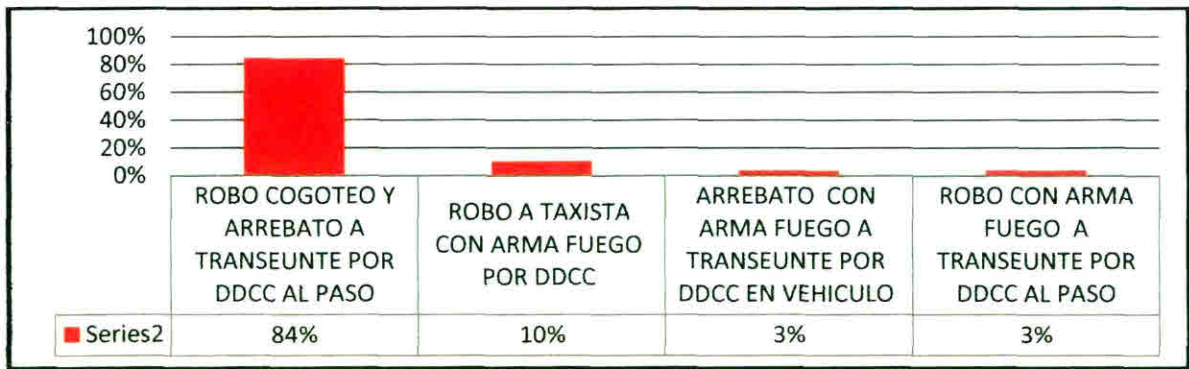 100%
80%
60%
40%
20%
0%
ROBO COGOTEO Y
ARREBATO A
TRANSEUNTE POR
DDCC AL PASO
ROBO A TAXISTA
CON ARMA FUEGO
POR DDCC
ARREBATO CON
ARMA FUEGO A
TRANSEUNTE POR
DDCC EN VEHICULO
ROBO CON ARMA
FUEGO A
TRANSEUNTE POR
DDCC AL PASO
Series2 84% 10% 3% 3%